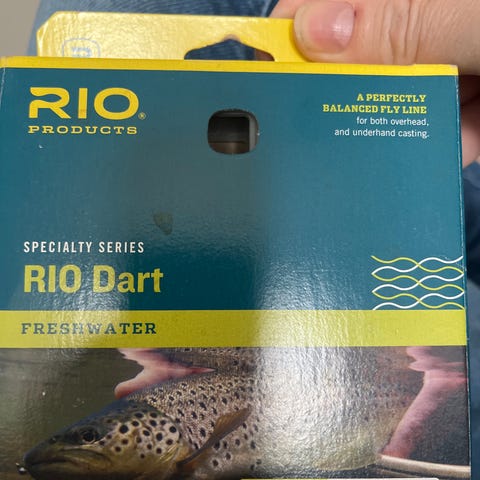 RIO®
PRODUCTS
A PERFECTLY
BALANCED FLY LINE
for both overhead,
and underhand casting.
SPECIALTY SERIES
RIO Dart
FRESHWATER